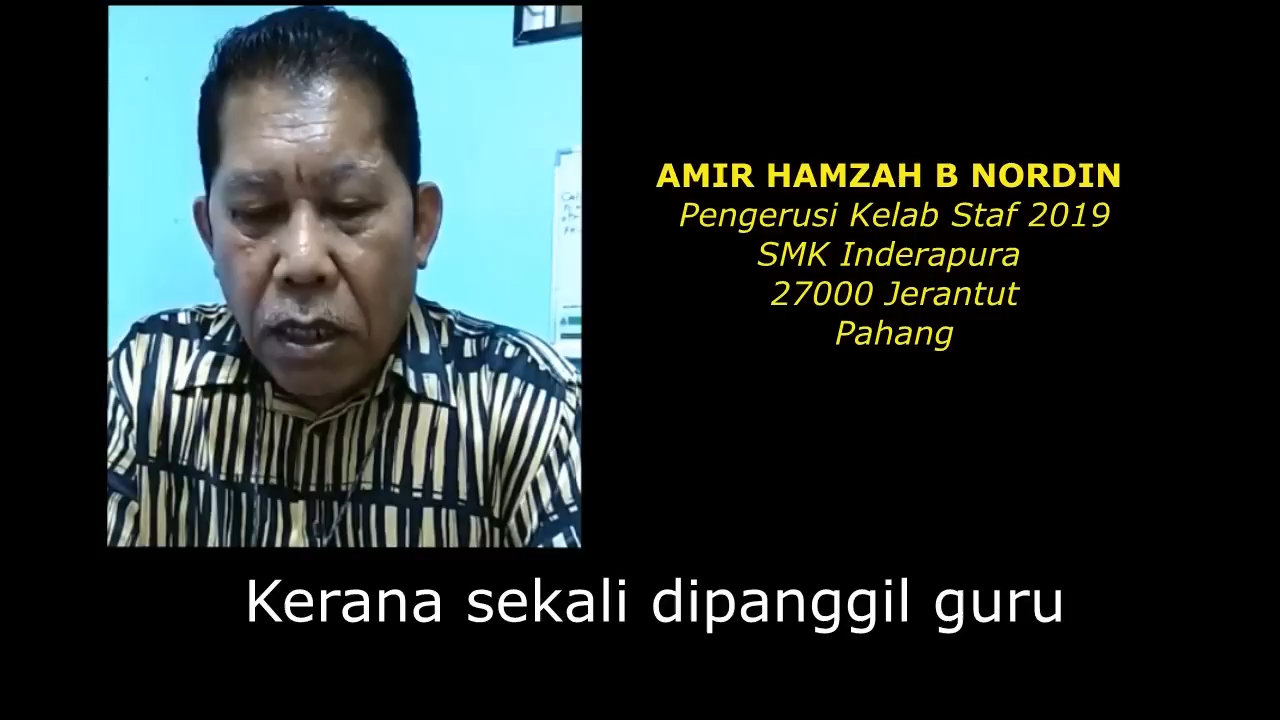 AMIR HAMZAH B NORDIN
Pengerusi Kelab Staf 2019
SMK Inderapura
27000 Jerantut
Pahang
Kerana sekali dipanggil guru